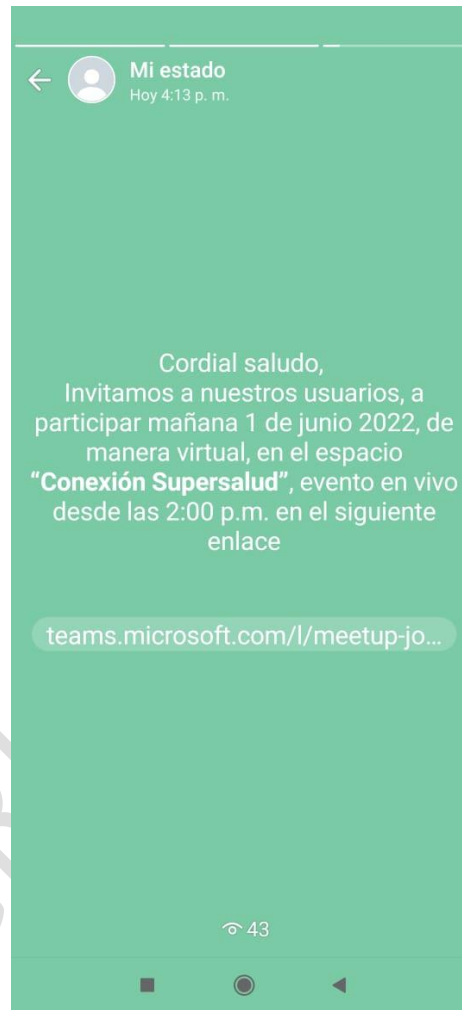 Mi estado
Hoy 4:13 p. m.
Cordial saludo,
Invitamos a nuestros usuarios, a
participar mañana 1 de junio 2022, de
manera virtual, en el espacio
“Conexión Supersalud”, evento en vivo
desde las 2:00 p.m. en el siguiente
enlace
teams.microsoft.com/l/meetup-jo...
43